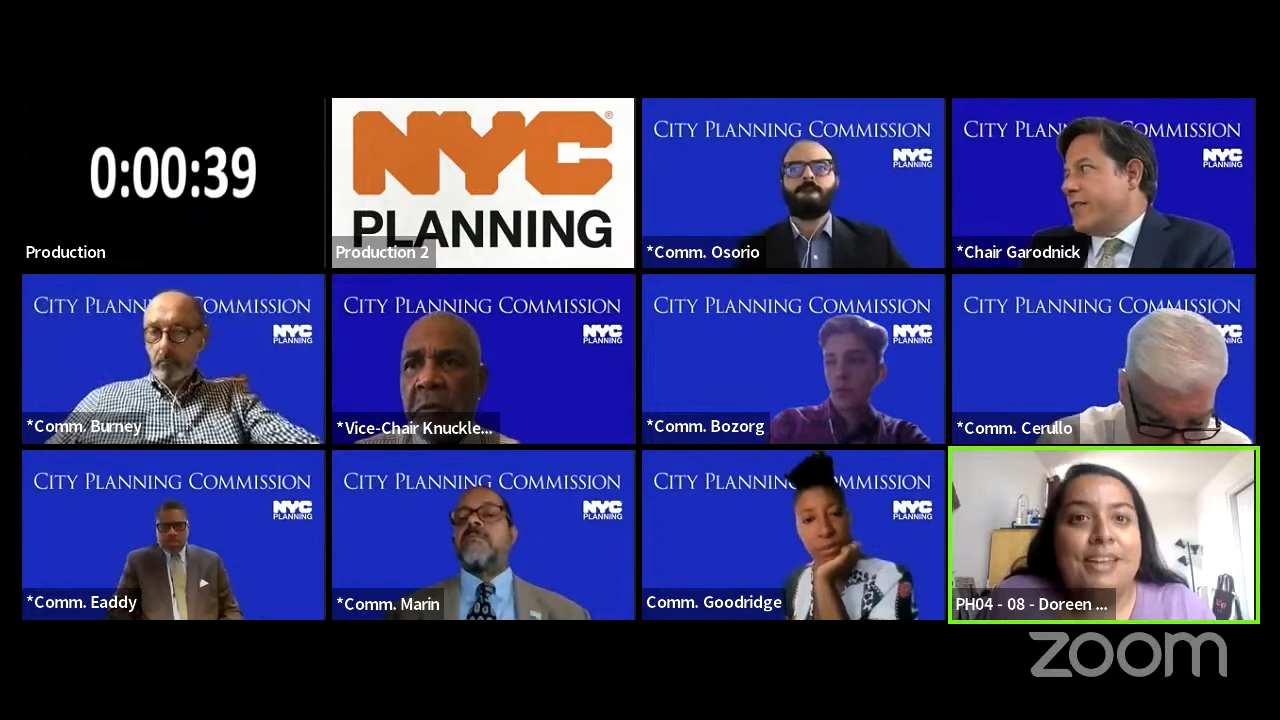 0:00:39
Production
NYC®
PLANNING
Production 2
CITY PLANNING COMMISSION
NYC
PLANNING
*Comm. Osorio
CITY PLANNING COMMISSION
NYC
PLANNING
*Chair Garodnick
CITY PLANNING COMMISSION
NYC
PLANNING
*Comm. Burney
CITY PLANNING COMMISSION
NYC
PLANNING
*Vice-Chair Knuckle...
CITY PLANNING COMMISSION
NYC
PLANNING
*Comm. Bozorg
CITY PLANNING COMMISSION
YC
NING
*Comm. Cerullo
CITY PLANNING COMMISSION
NYC
PLANNING
*Comm. Eaddy
CITY PLANNING COMMISSION
NYC
PLANNING
*Comm. Marin
CITY PLANNING COMMISSION
NYC
PLANNING
Comm. Goodridge
PH04 - 08 - Doreen ...
zoom